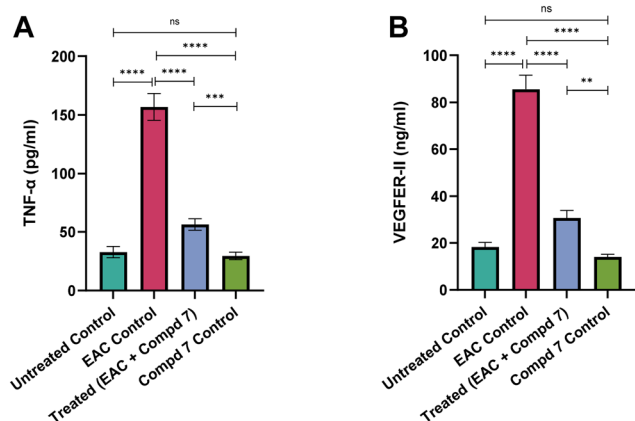 A
ns
****
**** ****
***
TNF-α (pg/ml)
200
150
100
50
0
Untreated Control
EAC Control
Treated (EAC + Compd 7)
Compd 7 Control
B
ns
****
**** ****
**
VEGFER-II (ng/ml)
100
80
60
40
20
0
Untreated Control
EAC Control
Treated (EAC + Compd 7)
Compd 7 Control